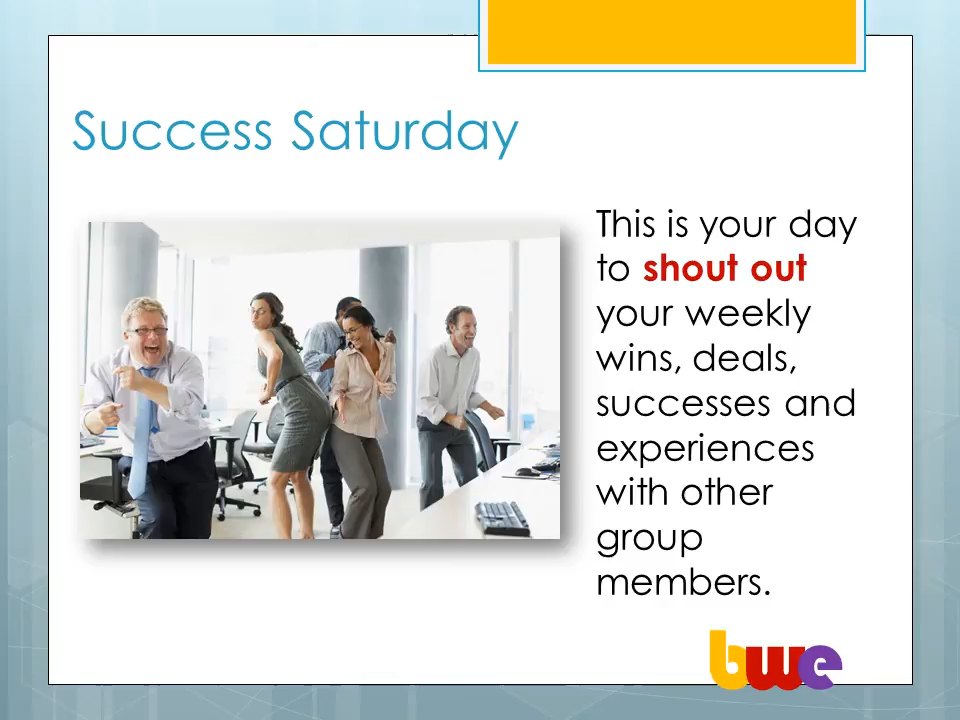 Success Saturday
This is your day
to shout out
your weekly
wins, deals,
successes and
experiences
with other
group
members.
bwe